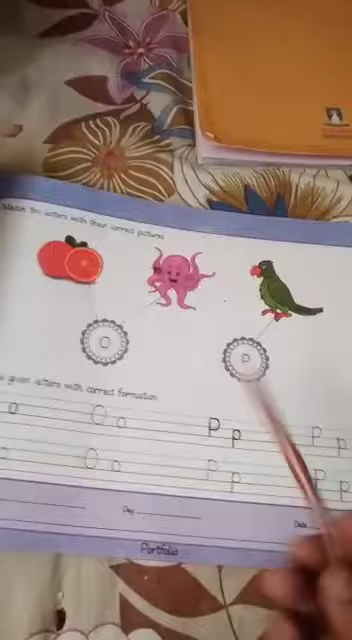 Match the letters with their correct pictures
O P
given letters with correct formation
o O o P p P p
O o P p P p
Day
Date
Portfolio